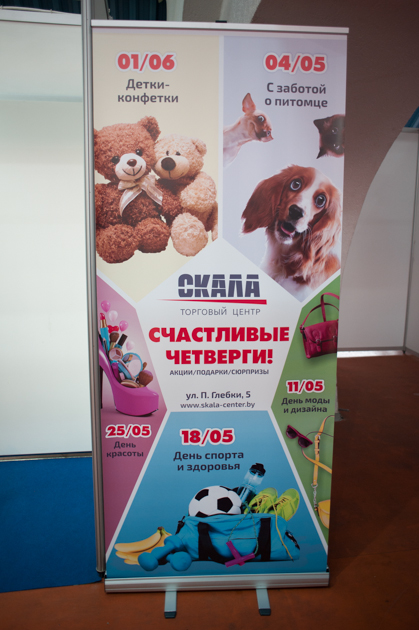 01/06
Детки-
конфетки
04/05
С заботой
о питомце
СКАЛА
ТОРГОВЫЙ ЦЕНТР
СЧАСТЛИВЫЕ
ЧЕТВЕРГИ!
АКЦИИ/ПОДАРКИ/СЮРПРИЗЫ
ул. П. Глебки, 5
www.skala-center.by
11/05
День моды
и дизайна
25/05
День
красоты
18/05
День спорта
и здоровья